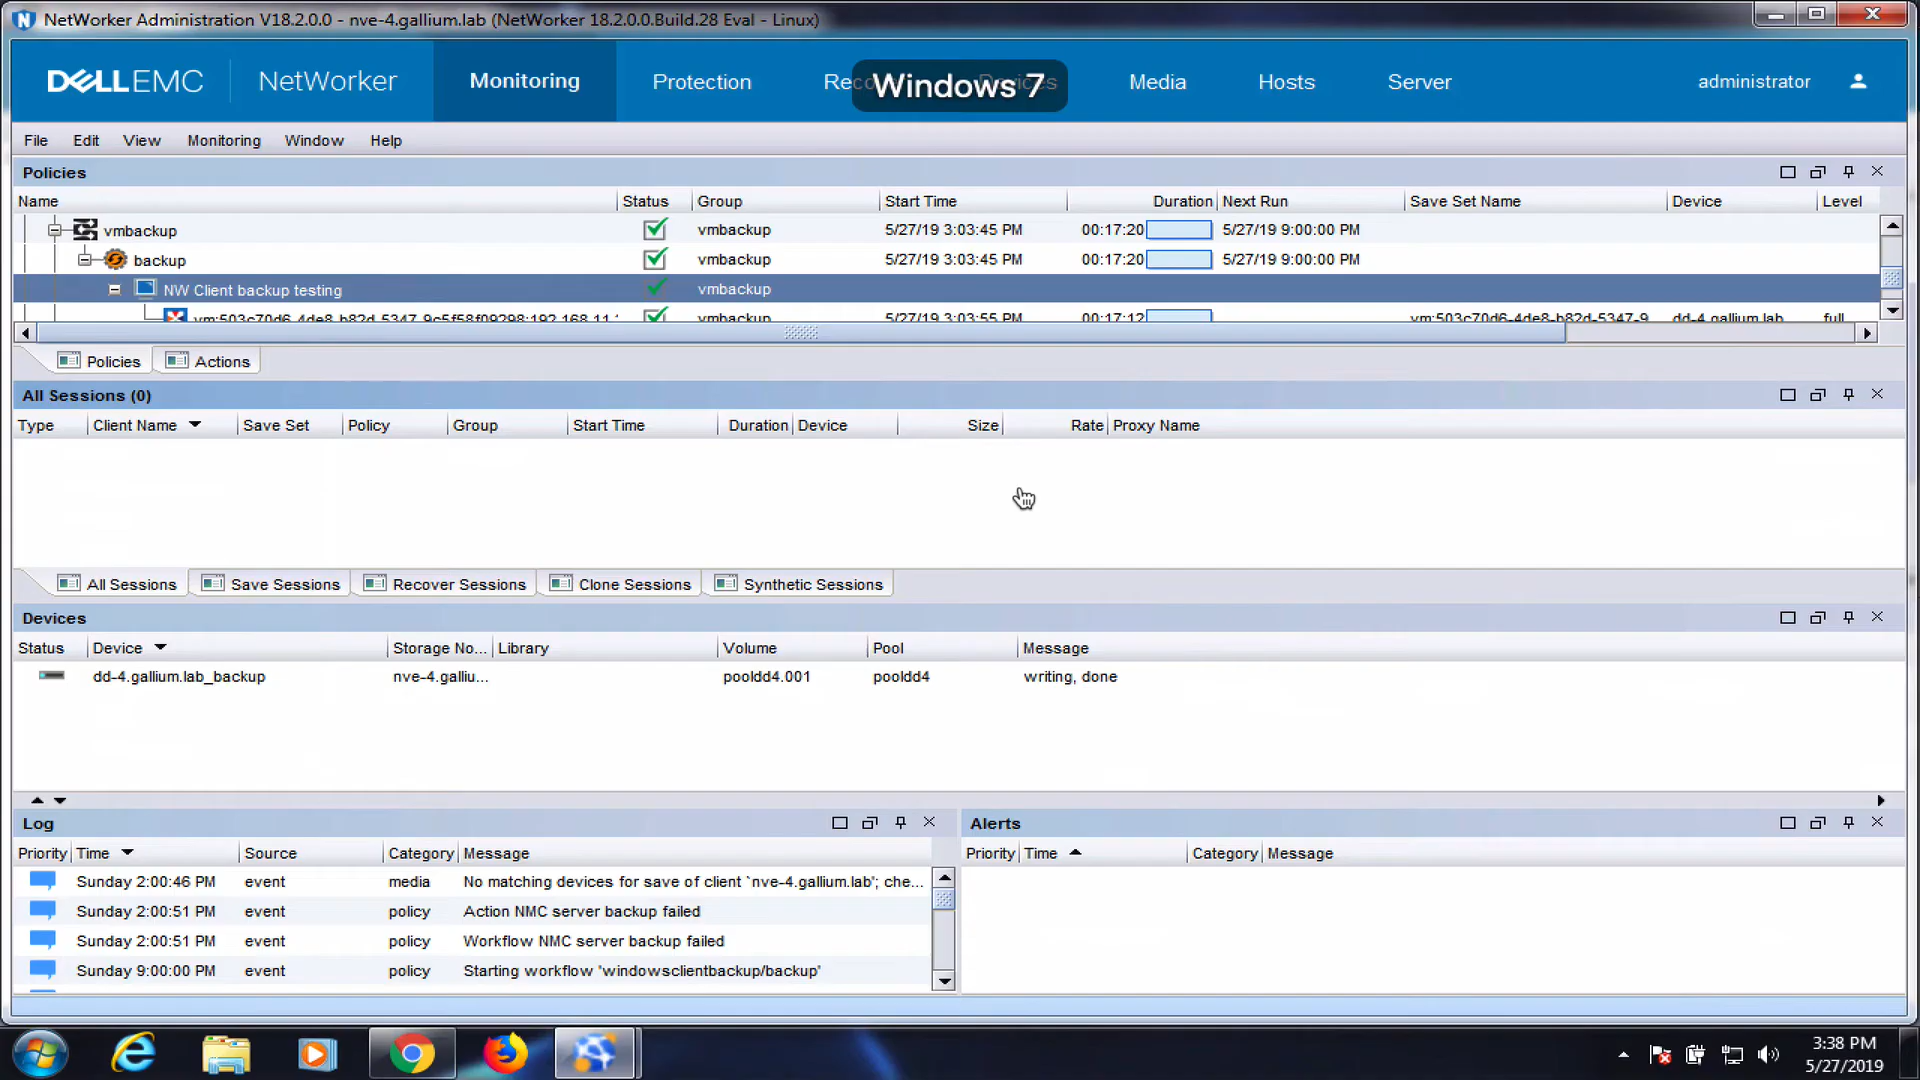 NetWorker Administration V18.2.0.0 - nve-4.gallium.lab (NetWorker 18.2.0.0.Build.28 Eval - Linux)
DELLEMC NetWorker Monitoring Protection Devices Media Hosts Server administrator
Windows 7
File Edit View Monitoring Window Help
Policies
Name Status Group Start Time Duration Next Run Save Set Name Device Level
vmbackup vmbackup 5/27/19 3:03:45 PM 00:17:20 5/27/19 9:00:00 PM
backup vmbackup 5/27/19 3:03:45 PM 00:17:20 5/27/19 9:00:00 PM
NW Client backup testing vmbackup
vm:503c70d6-4de8-b82d-5347-9c5f58f09298:192.168.11.1 vmbackup 5/27/19 3:03:55 PM 00:17:12 vm:503c70d6-4de8-b82d-5347-9 dd-4.gallium.lab full
Policies Actions
All Sessions (0)
Type Client Name Save Set Policy Group Start Time Duration Device Size Rate Proxy Name
All Sessions Save Sessions Recover Sessions Clone Sessions Synthetic Sessions
Devices
Status Device Storage No... Library Volume Pool Message
dd-4.gallium.lab_backup nve-4.galliu... pooldd4.001 pooldd4 writing, done
Log
Priority Time Source Category Message
Sunday 2:00:46 PM event media No matching devices for save of client `nve-4.gallium.lab'; che...
Sunday 2:00:51 PM event policy Action NMC server backup failed
Sunday 2:00:51 PM event policy Workflow NMC server backup failed
Sunday 9:00:00 PM event policy Starting workflow 'windowsclientbackup/backup'
Alerts
Priority Time Category Message
3:38 PM
5/27/2019